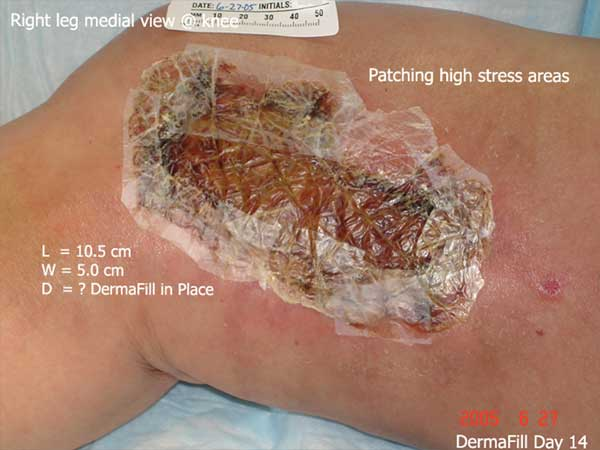 DATE: 6-27-05 INITIALS:
Right leg medial view @ knee
MM 10 20 30 40 50
Patching high stress areas
L = 10.5 cm
W = 5.0 cm
D = ? DermaFill in Place
2005 6 27
DermaFill Day 14